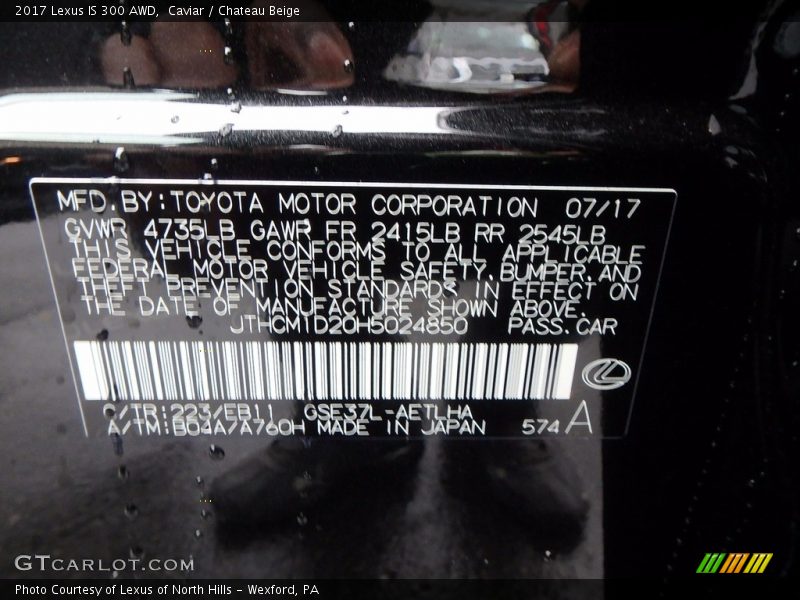 2017 Lexus IS 300 AWD, Caviar / Chateau Beige
MFD. BY: TOYOTA MOTOR CORPORATION 07/17
GVWR 4735LB GAWR FR 2415LB RR 2545LB
THIS VEHICLE CONFORMS TO ALL APPLICABLE
FEDERAL MOTOR VEHICLE SAFETY, BUMPER, AND
THEFT PREVENTION STANDARDS IN EFFECT ON
THE DATE OF MANUFACTURE SHOWN ABOVE.
JTHCM1D20H5024850 PASS. CAR
C/TR: 223/EB11 GSE37L-AETLHA
A/TM: B04A/A760H MADE IN JAPAN 574 A
GTCARLOT.COM
Photo Courtesy of Lexus of North Hills - Wexford, PA